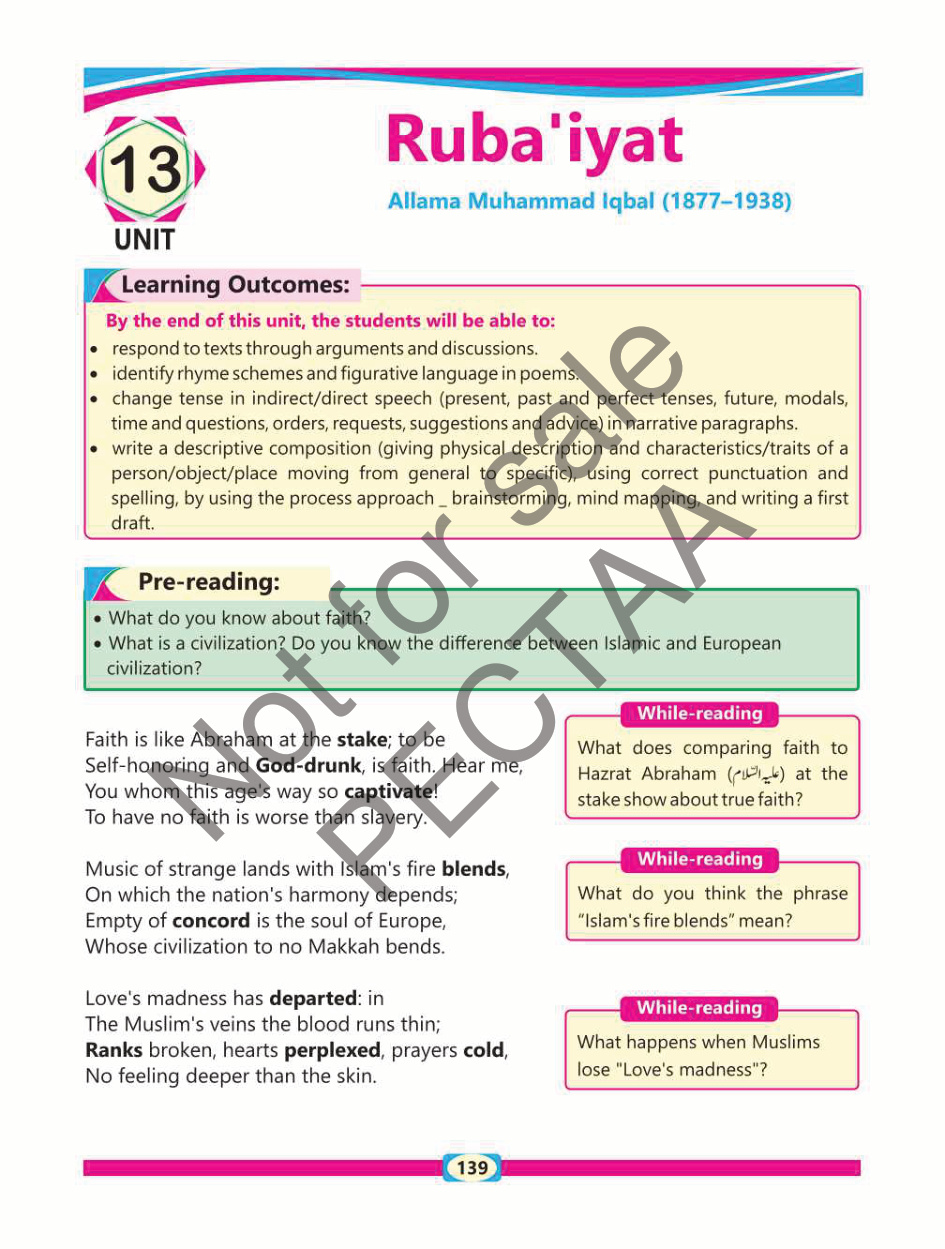 Ruba'iyat
13
Allama Muhammad Iqbal (1877–1938)
UNIT
Learning Outcomes:
By the end of this unit, the students will be able to:
• respond to texts through arguments and discussions.
• identify rhyme schemes and figurative language in poems.
• change tense in indirect/direct speech (present, past and perfect tenses, future, modals,
time and questions, orders, requests, suggestions and advice) in narrative paragraphs.
• write a descriptive composition (giving physical description and characteristics/traits of a
person/object/place moving from general to specific), using correct punctuation and
spelling, by using the process approach _ brainstorming, mind mapping, and writing a first
draft.
Pre-reading:
• What do you know about faith?
• What is a civilization? Do you know the difference between Islamic and European
civilization?
Faith is like Abraham at the stake; to be
Self-honoring and God-drunk, is faith. Hear me,
You whom this age's way so captivate!
To have no faith is worse than slavery.
While-reading
What does comparing faith to
Hazrat Abraham (علیہ السّلام) at the
stake show about true faith?
Music of strange lands with Islam's fire blends,
On which the nation's harmony depends;
Empty of concord is the soul of Europe,
Whose civilization to no Makkah bends.
While-reading
What do you think the phrase
“Islam's fire blends” mean?
Love's madness has departed: in
The Muslim's veins the blood runs thin;
Ranks broken, hearts perplexed, prayers cold,
No feeling deeper than the skin.
While-reading
What happens when Muslims
lose "Love's madness"?
139
Not for sale
PECTAA